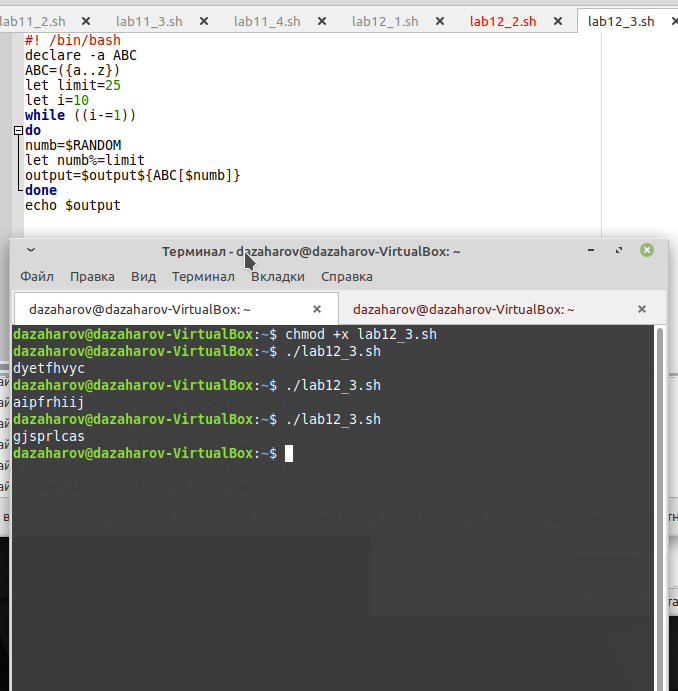 lab11_2.sh
lab11_3.sh
lab11_4.sh
lab12_1.sh
lab12_2.sh
lab12_3.sh
#! /bin/bash
declare -a ABC
ABC=({a..z})
let limit=25
let i=10
while ((i-=1))
do
numb=$RANDOM
let numb%=limit
output=$output${ABC[$numb]}
done
echo $output
Терминал - dazaharov@dazaharov-VirtualBox: ~
Файл Правка Вид Терминал Вкладки Справка
dazaharov@dazaharov-VirtualBox: ~
dazaharov@dazaharov-VirtualBox: ~
dazaharov@dazaharov-VirtualBox:~$ chmod +x lab12_3.sh
dazaharov@dazaharov-VirtualBox:~$ ./lab12_3.sh
dyetfhvyc
dazaharov@dazaharov-VirtualBox:~$ ./lab12_3.sh
aipfrhiij
dazaharov@dazaharov-VirtualBox:~$ ./lab12_3.sh
gjsprlcas
dazaharov@dazaharov-VirtualBox:~$